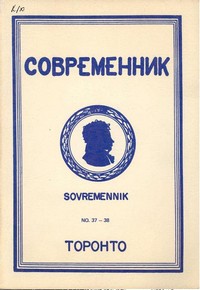 СОВРЕМЕННИК
SOVREMENNIK
NO. 37 – 38
ТОРОНТО